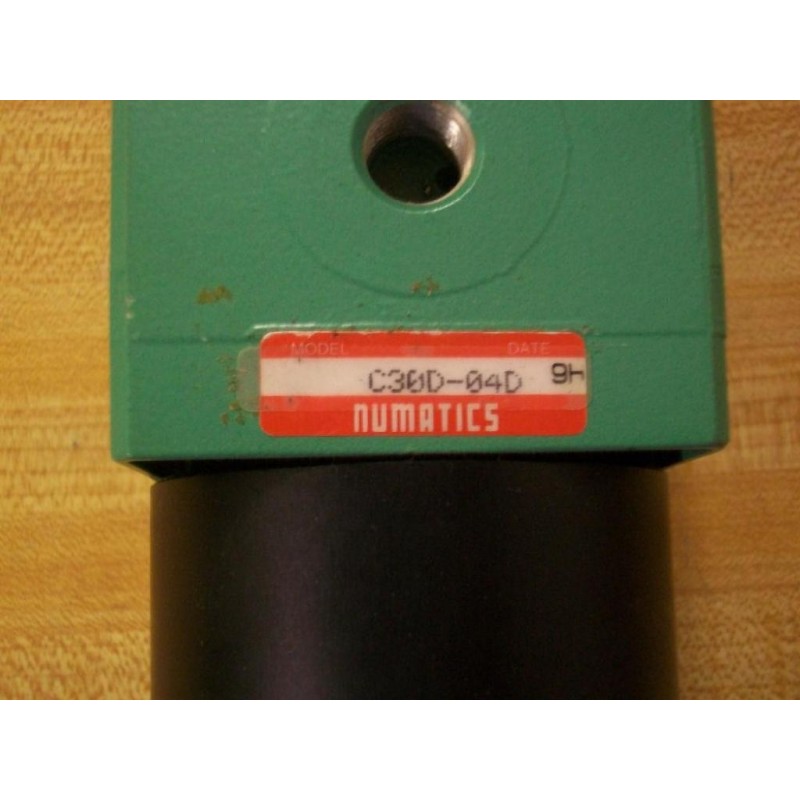 MODEL DATE
C30D-04D 9H
NUMATICS